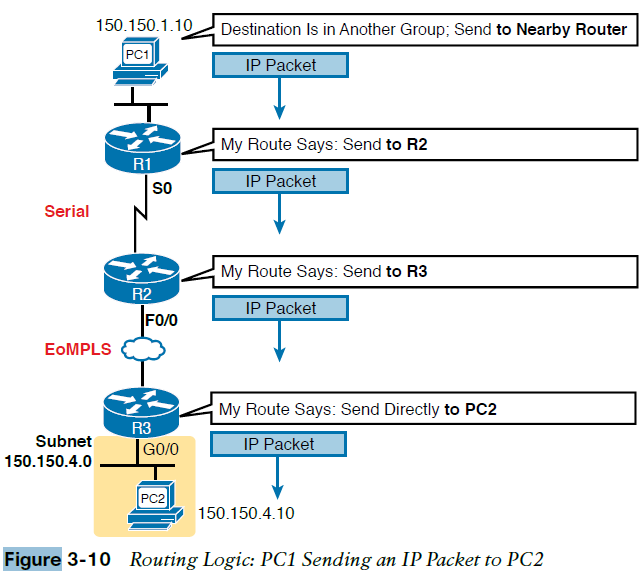 150.150.1.10
Destination Is in Another Group; Send to Nearby Router
PC1
IP Packet
My Route Says: Send to R2
R1
IP Packet
S0
Serial
My Route Says: Send to R3
R2
IP Packet
F0/0
EoMPLS
My Route Says: Send Directly to PC2
R3
Subnet
150.150.4.0
G0/0
IP Packet
PC2
150.150.4.10
Figure 3-10 Routing Logic: PC1 Sending an IP Packet to PC2